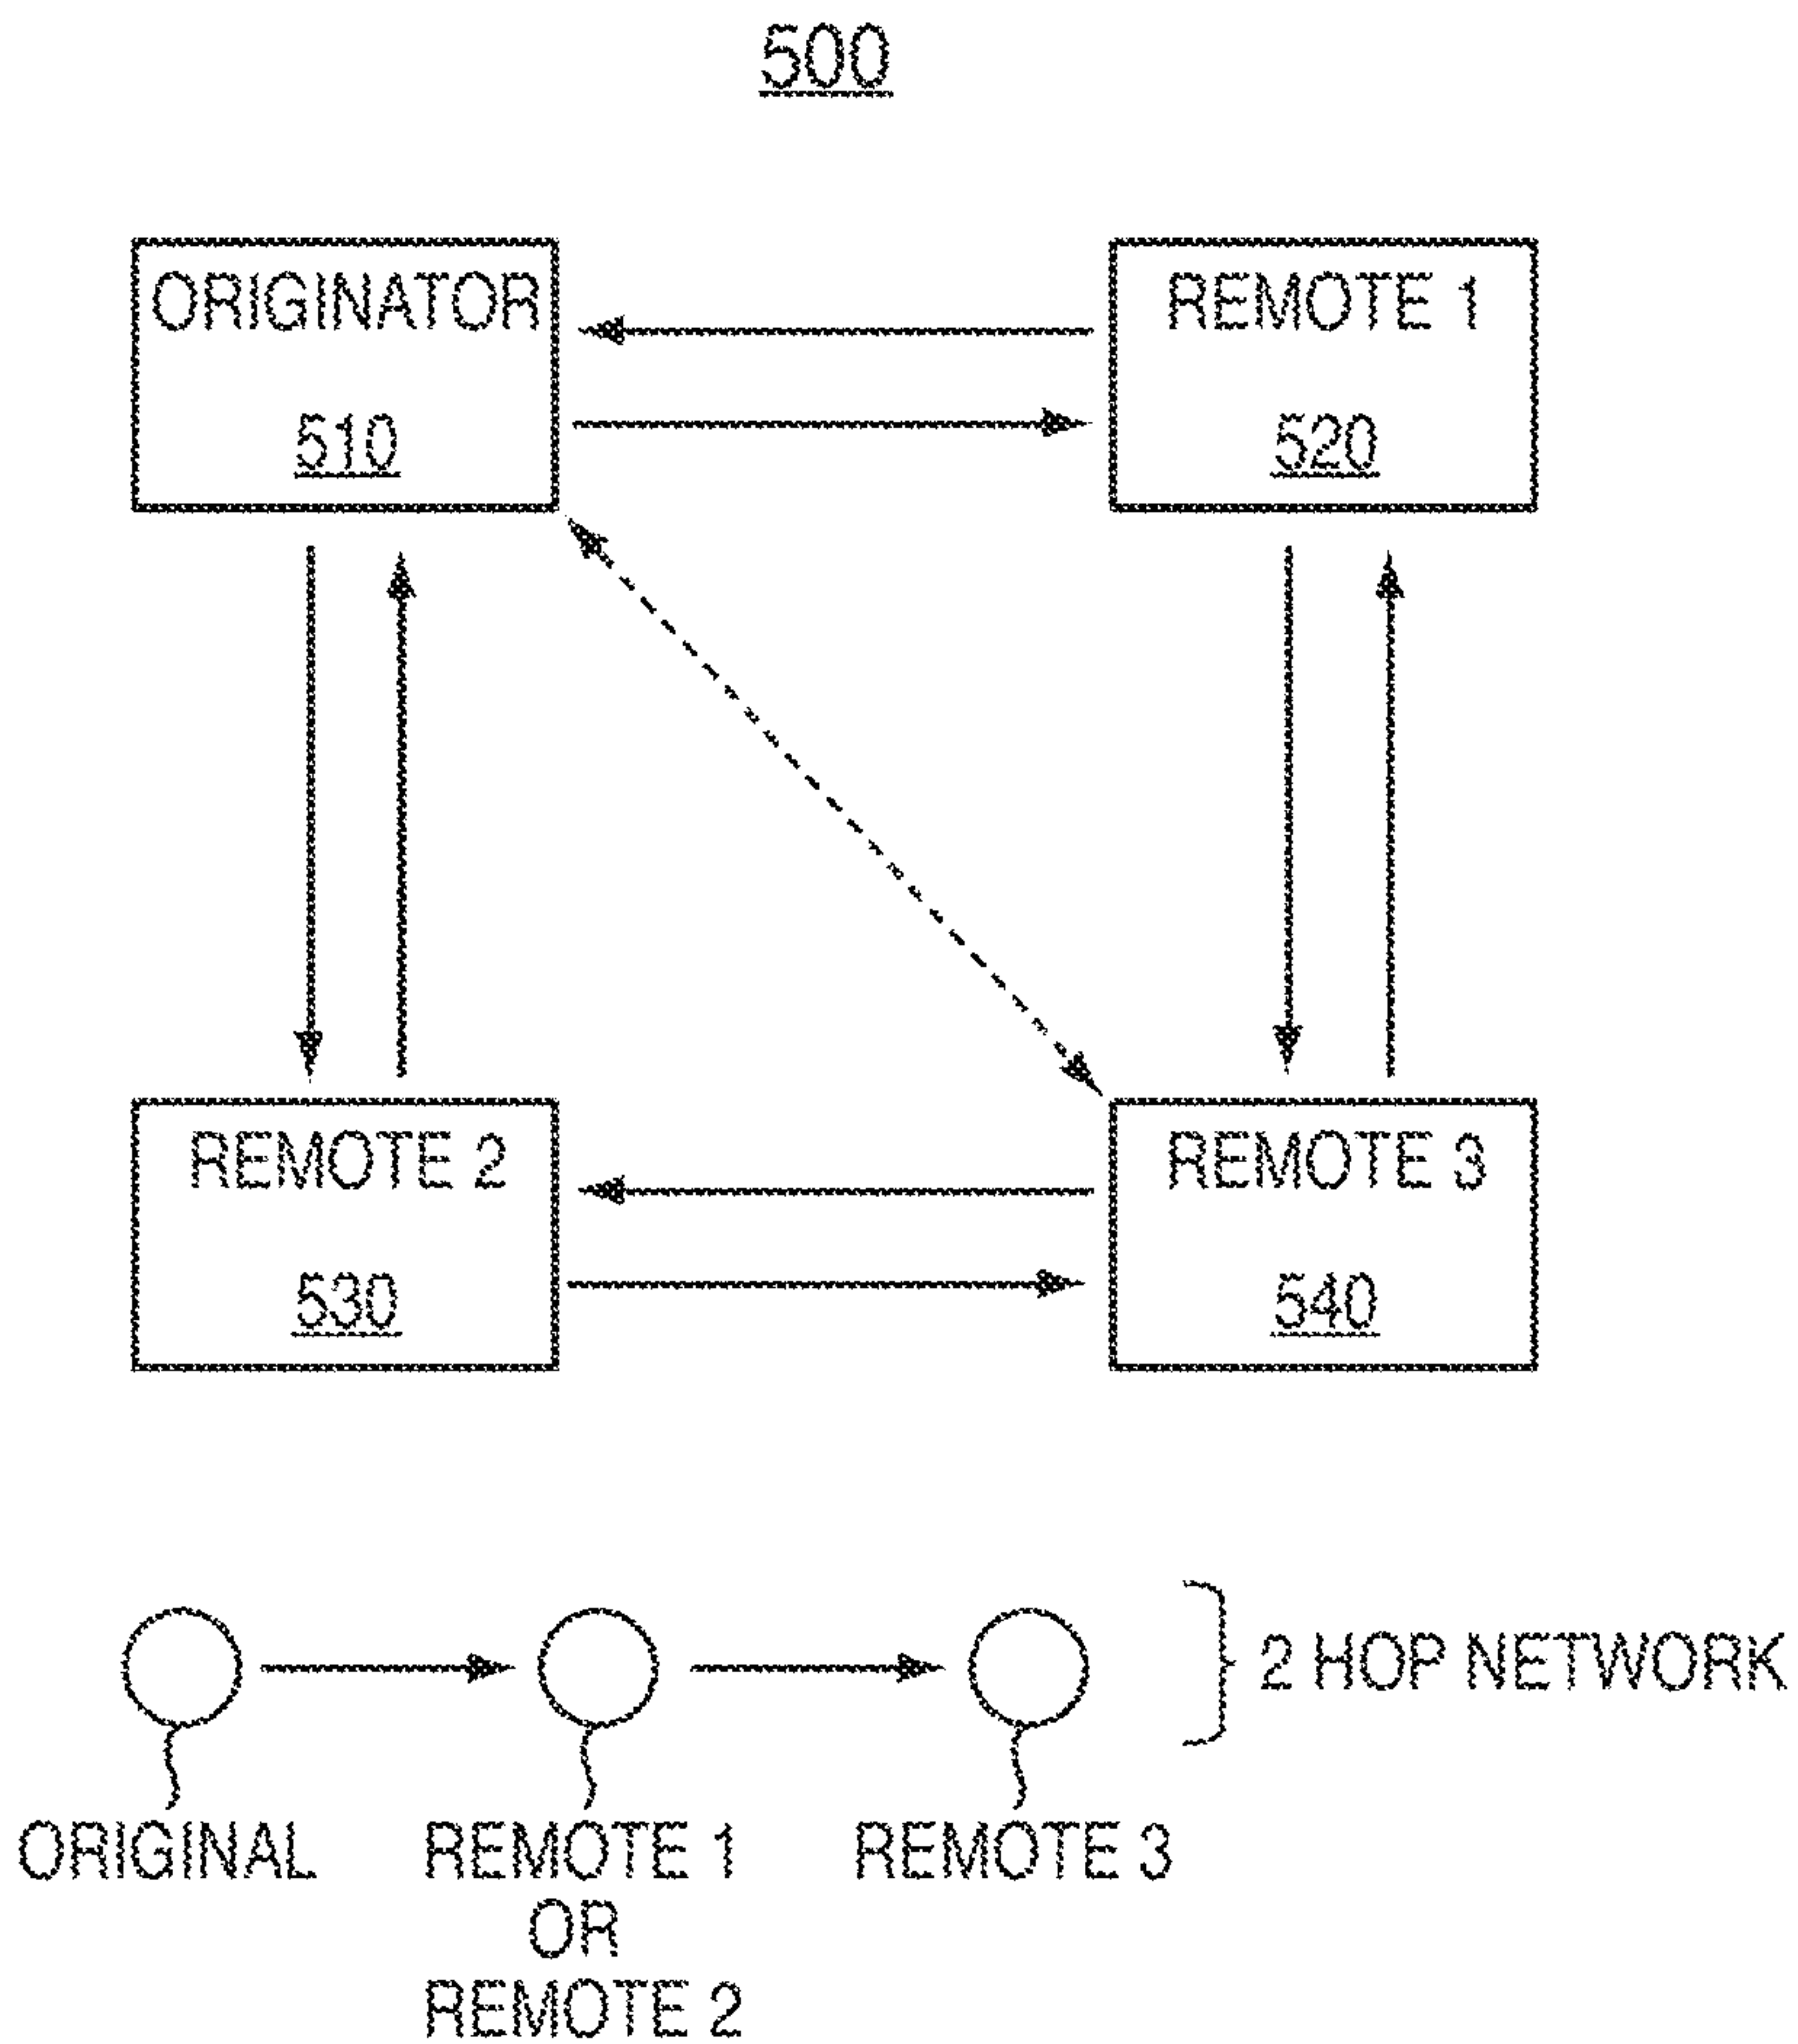 500
ORIGINATOR
510
REMOTE 1
520
REMOTE 2
530
REMOTE 3
540
2 HOP NETWORK
ORIGINAL
REMOTE 1
OR
REMOTE 2
REMOTE 3